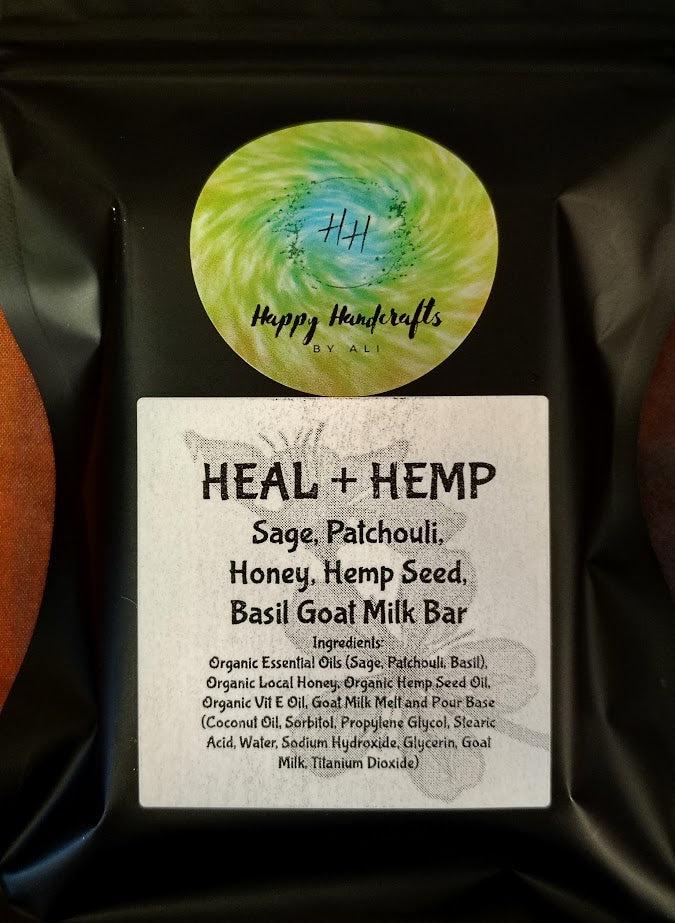 HH
Happy Handcrafts
BY ALI
HEAL + HEMP
Sage, Patchouli,
Honey, Hemp Seed,
Basil Goat Milk Bar
Ingredients:
Organic Essential Oils (Sage, Patchouli, Basil),
Organic Local Honey, Organic Hemp Seed Oil,
Organic Vit E Oil, Goat Milk Melt and Pour Base
(Coconut Oil, Sorbitol, Propylene Glycol, Stearic
Acid, Water, Sodium Hydroxide, Glycerin, Goat
Milk, Titanium Dioxide)